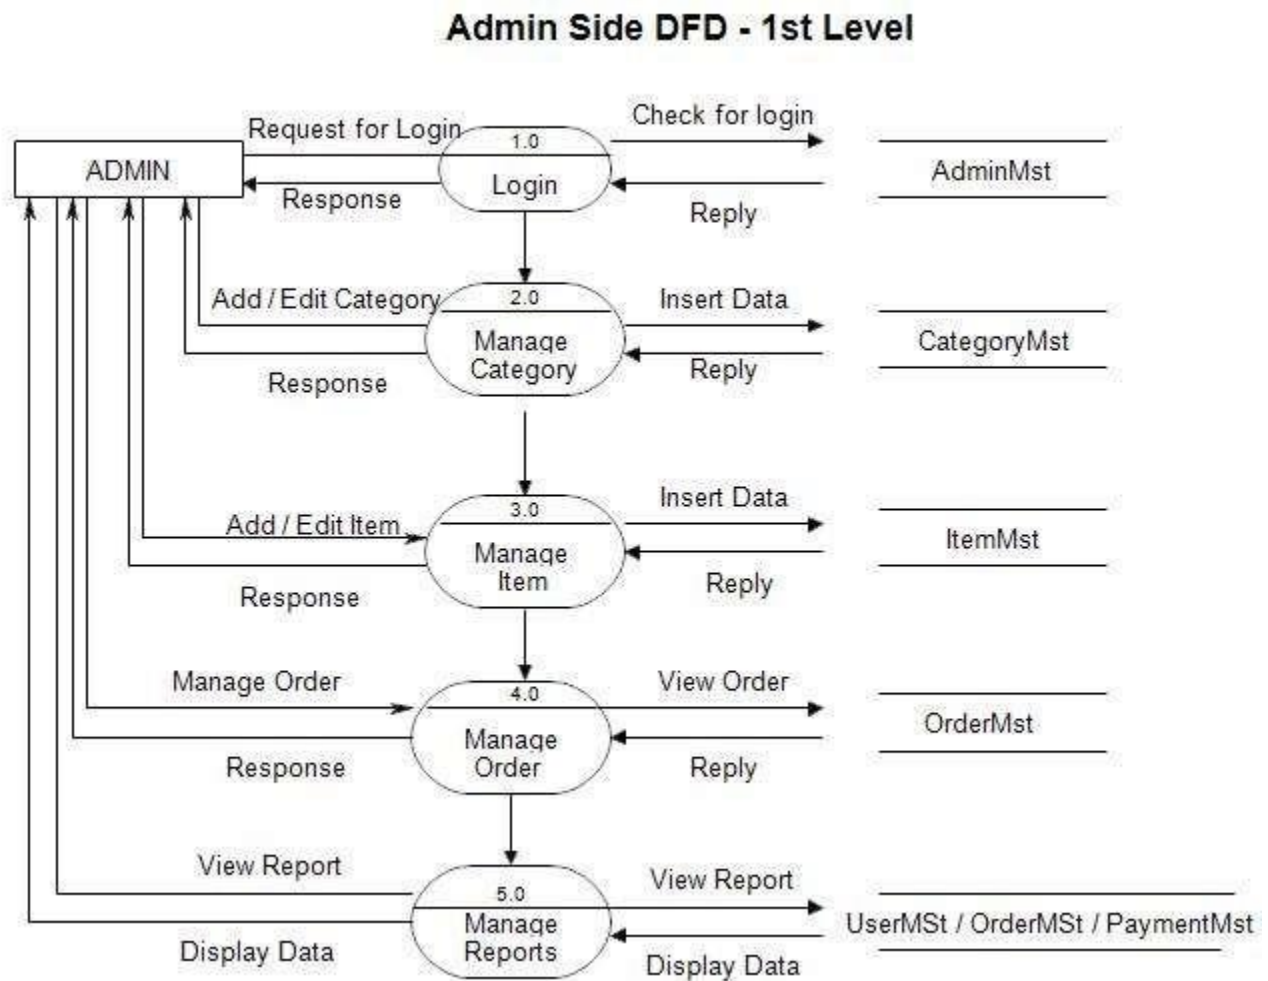 Admin Side DFD - 1st Level
Request for Login
1.0
Check for login
ADMIN
Login
AdminMst
Response
Reply
Add / Edit Category
2.0
Insert Data
Manage
Category
CategoryMst
Response
Reply
Add / Edit Item
3.0
Insert Data
Manage
Item
ItemMst
Response
Reply
Manage Order
4.0
View Order
Manage
Order
OrderMst
Response
Reply
View Report
5.0
View Report
Manage
Reports
UserMSt / OrderMSt / PaymentMst
Display Data
Display Data